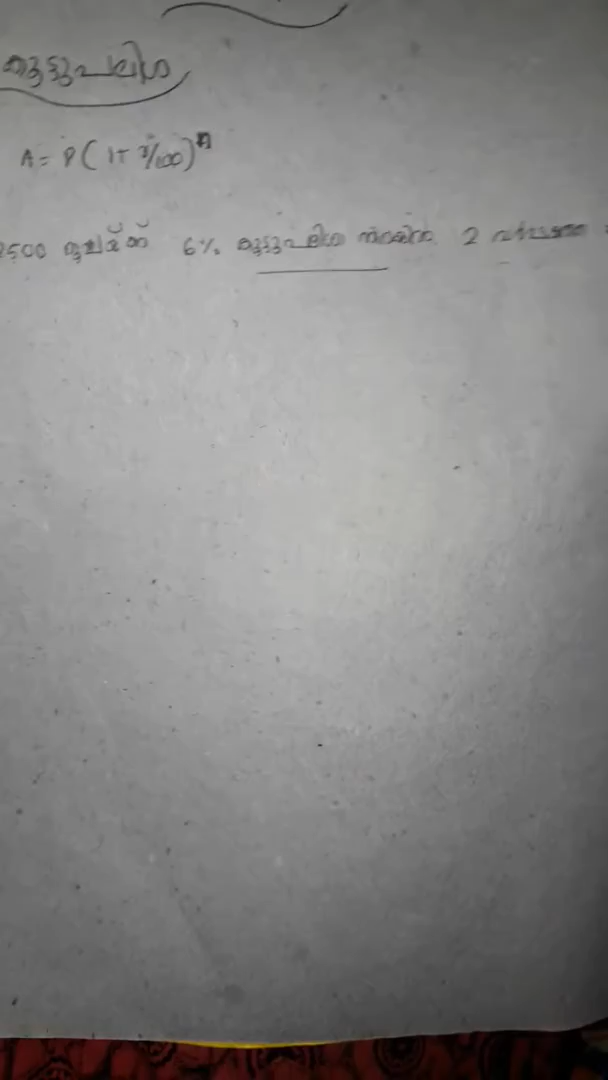 കൂട്ടുപലിശ
A = P ( 1 + r/100 )ⁿ
2500 രൂപയ്ക്ക് 6% കൂട്ടുപലിശ നിരക്കിൽ 2